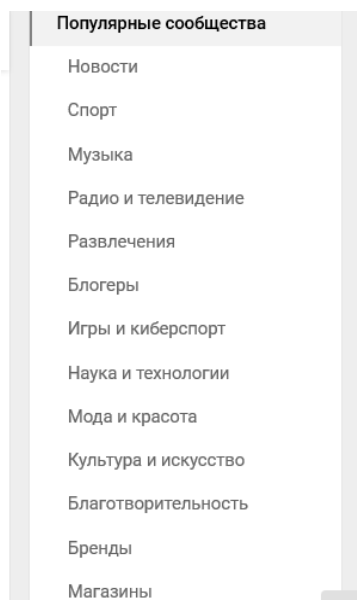 Популярные сообщества
Новости
Спорт
Музыка
Радио и телевидение
Развлечения
Блогеры
Игры и киберспорт
Наука и технологии
Мода и красота
Культура и искусство
Благотворительность
Бренды
Магазины